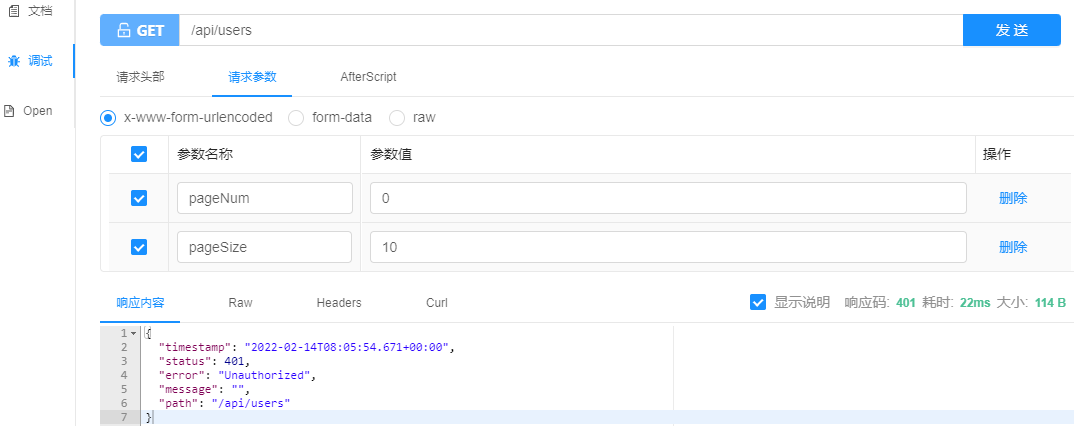 文档
调试
Open
GET /api/users 发 送
请求头部 请求参数 AfterScript
x-www-form-urlencoded form-data raw
参数名称 参数值 操作
pageNum 0 删除
pageSize 10 删除
响应内容 Raw Headers Curl 显示说明 响应码: 401 耗时: 22ms 大小: 114 B
1 {
2 "timestamp": "2022-02-14T08:05:54.671+00:00",
3 "status": 401,
4 "error": "Unauthorized",
5 "message": "",
6 "path": "/api/users"
7 }